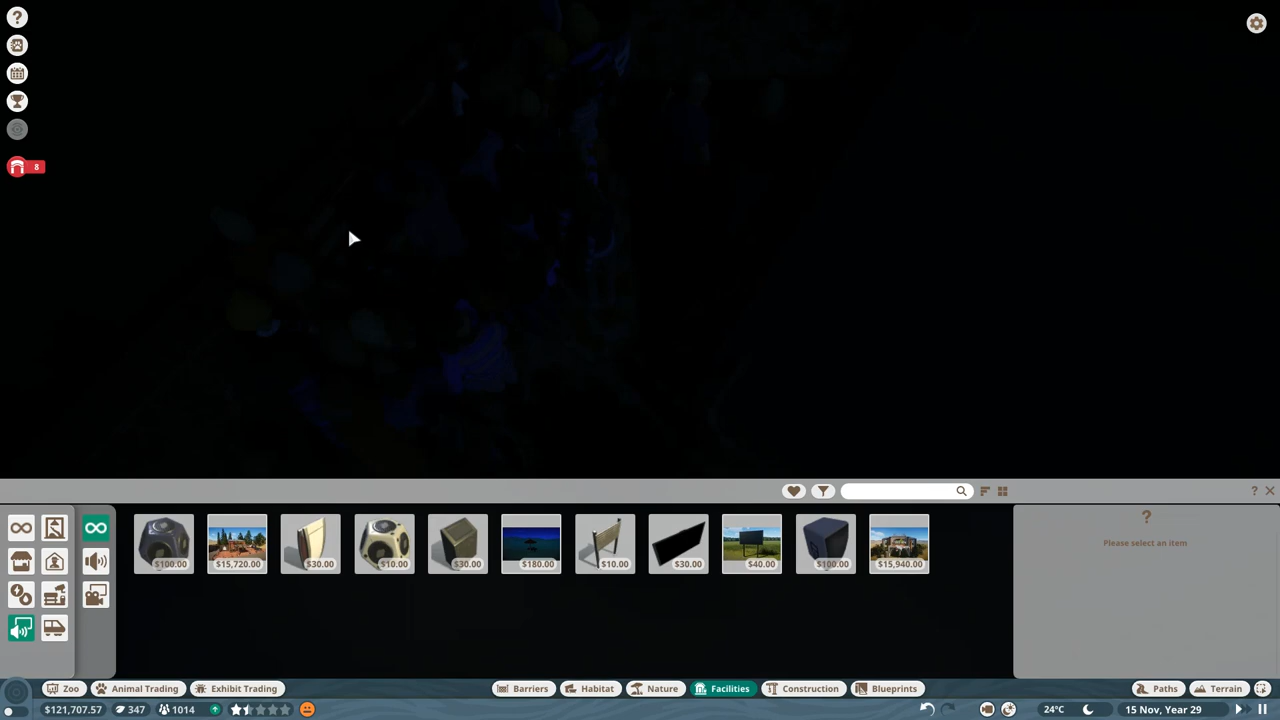 8
Please select an item
$100.00 $15,720.00 $30.00 $10.00 $30.00 $180.00 $10.00 $30.00 $40.00 $100.00 $15,940.00
Zoo Animal Trading Exhibit Trading Barriers Habitat Nature Facilities Construction Blueprints Paths Terrain
$121,707.57 347 1014 24°C 15 Nov, Year 29